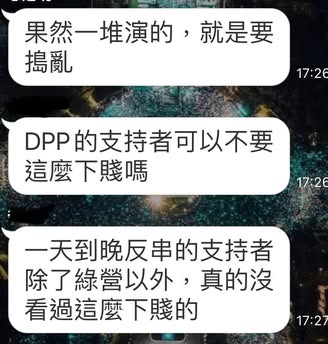 果然一堆演的，就是要
搗亂
17:26
DPP的支持者可以不要
這麼下賤嗎
17:26
一天到晚反串的支持者
除了綠營以外，真的沒
看過這麼下賤的
17:27